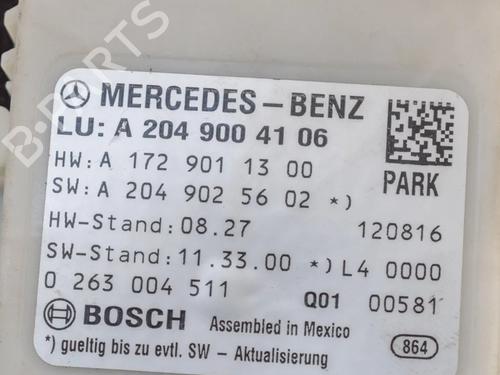 MERCEDES-BENZ
LU: A 204 900 41 06
HW: A 172 901 13 00
SW: A 204 902 56 02 *)
PARK
HW-Stand: 08.27 120816
SW-Stand: 11.33.00 *) L4 0000
0 263 004 511 Q01 00581
BOSCH Assembled in Mexico
*) gueltig bis zu evtl. SW - Aktualisierung 864
B-PARTS